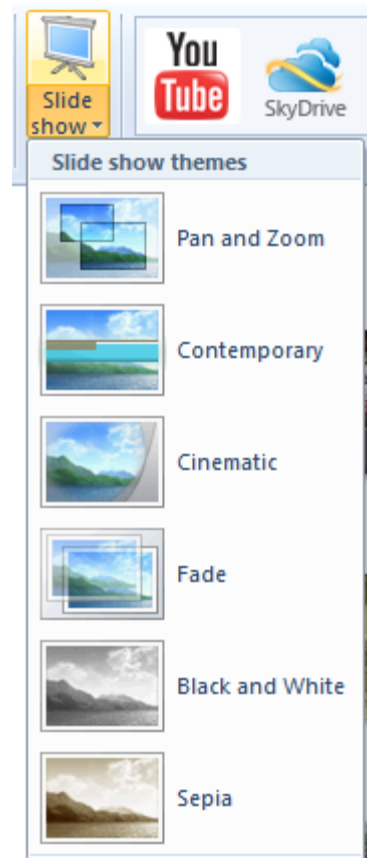 Slide
show
You
Tube
SkyDrive
Slide show themes
Pan and Zoom
Contemporary
Cinematic
Fade
Black and White
Sepia